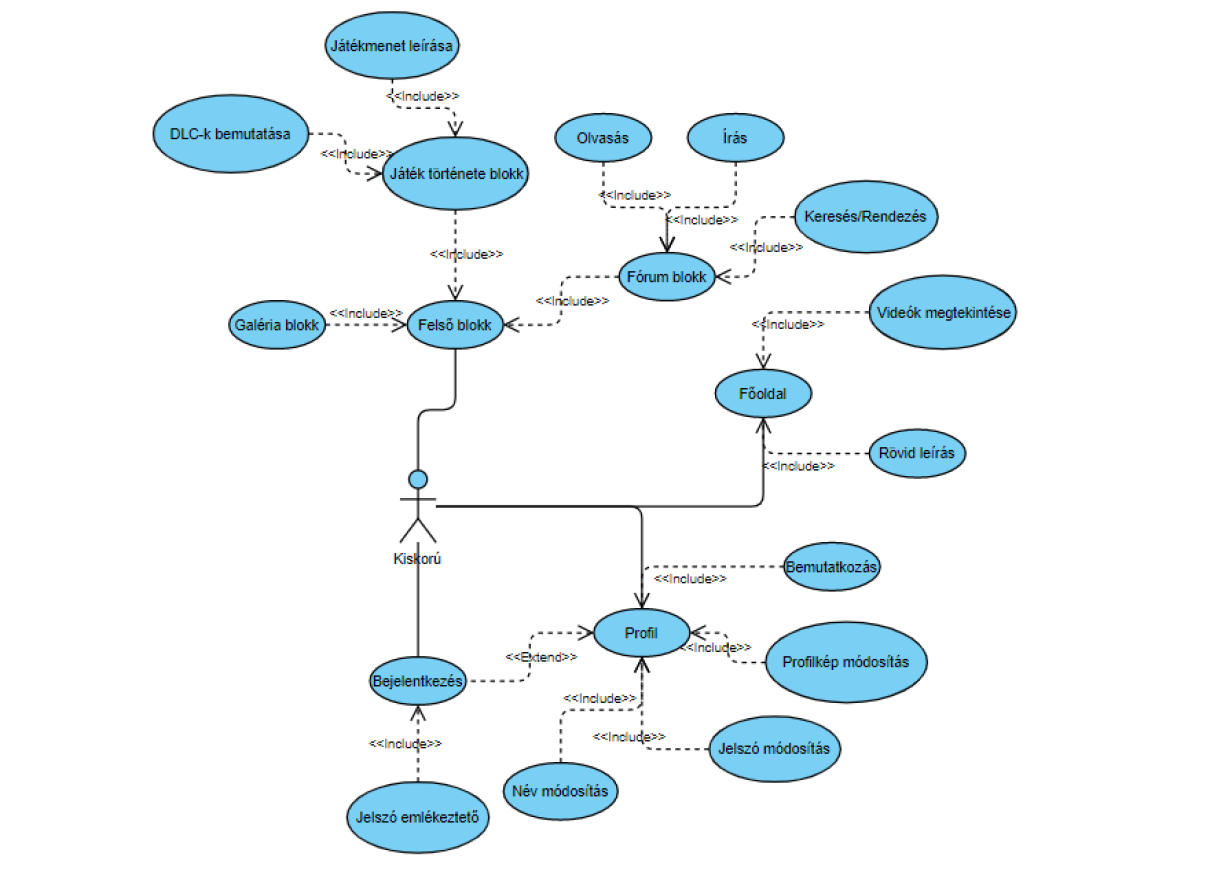 Játékmenet leírása
<<Include>>
DLC-k bemutatása
<<Include>>
Játék története blokk
Olvasás
Írás
<<Include>>
<<Include>>
Keresés/Rendezés
<<Include>>
<<Include>>
Fórum blokk
<<Include>>
Galéria blokk
<<Include>>
Felső blokk
Videók megtekintése
<<Include>>
Főoldal
Rövid leírás
<<Include>>
Kiskorú
Bemutatkozás
<<Include>>
Profil
<<Include>>
<<Extend>>
Profilkép módosítás
Bejelentkezés
<<Include>>
<<Include>>
<<Include>>
Jelszó módosítás
Név módosítás
Jelszó emlékeztető